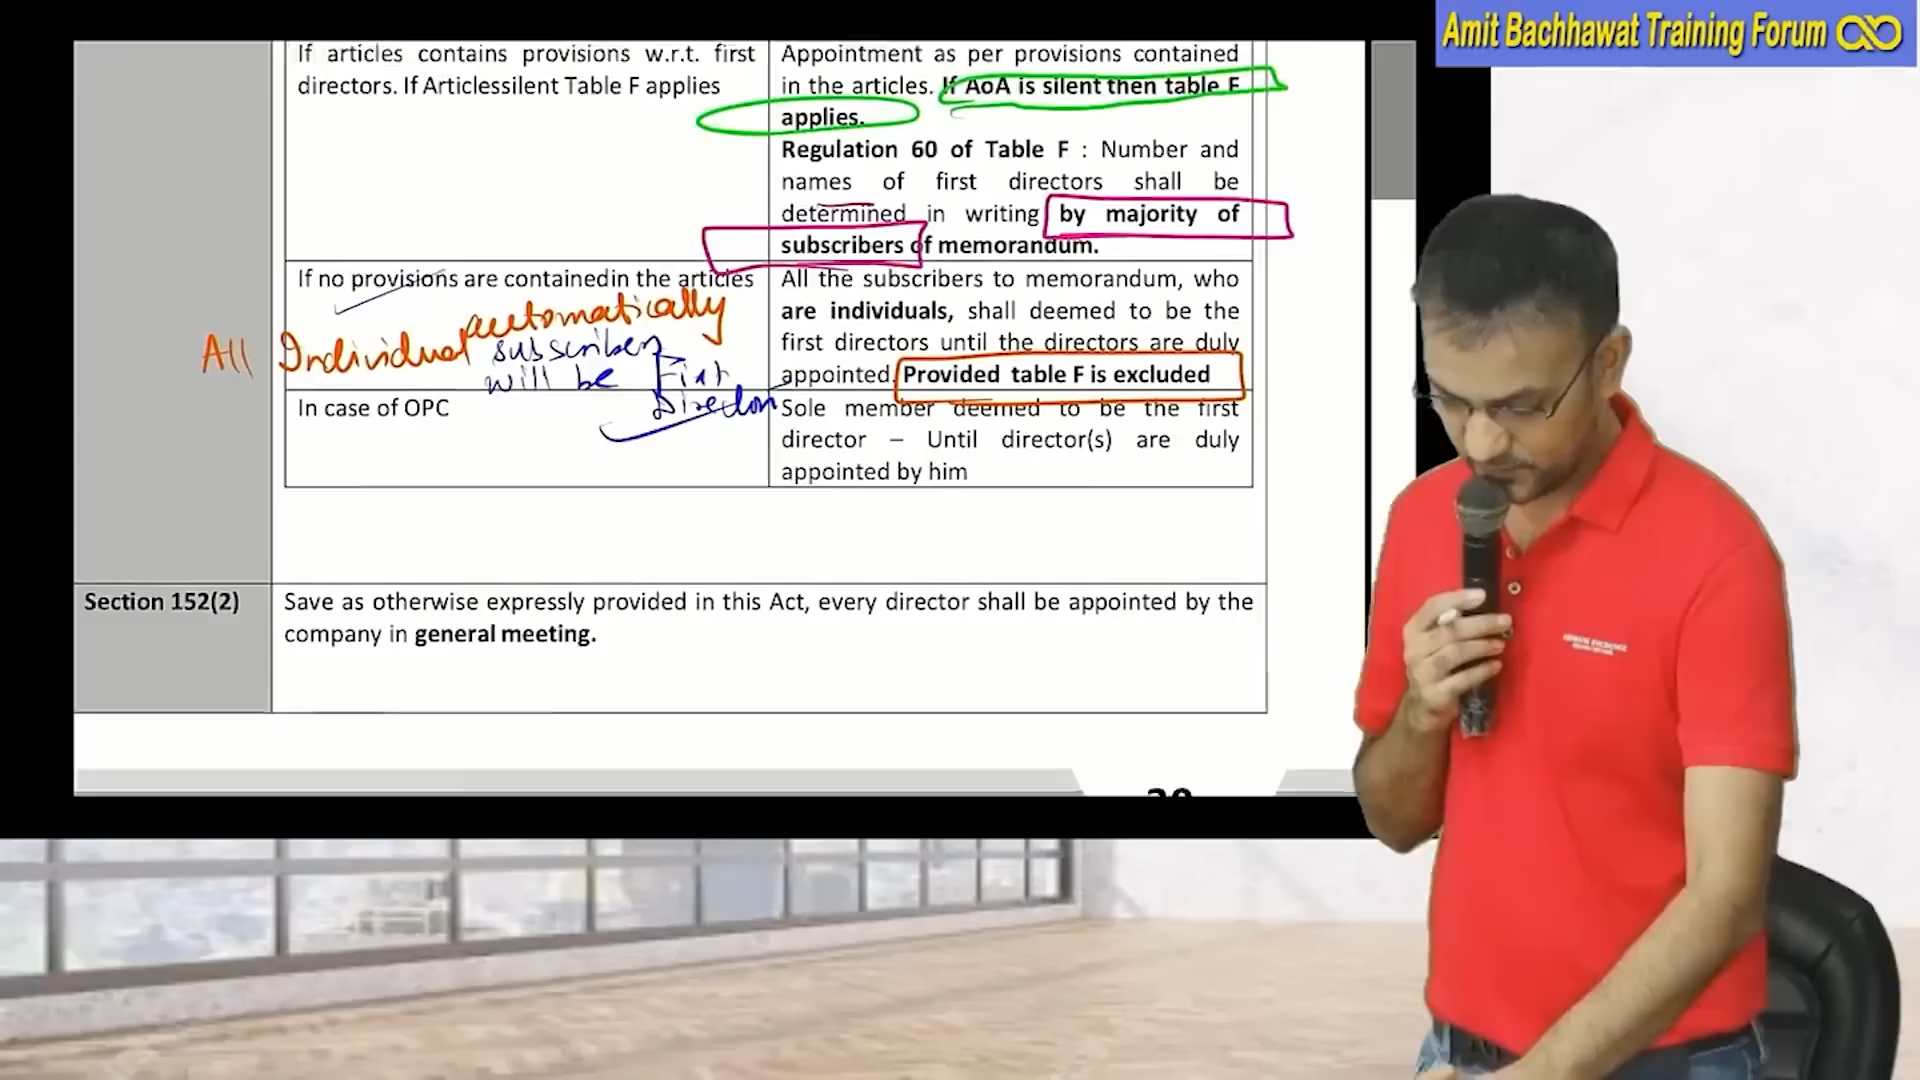 Amit Bachhawat Training Forum
If articles contains provisions w.r.t. first
directors. If Articlessilent Table F applies
Appointment as per provisions contained
in the articles. If AoA is silent then table F
applies.
Regulation 60 of Table F : Number and
names of first directors shall be
determined in writing by majority of
subscribers of memorandum.
If no provisions are containedin the articles
All Individual automatically
subscribers
will be First
Directors
All the subscribers to memorandum, who
are individuals, shall deemed to be the
first directors until the directors are duly
appointed. Provided table F is excluded
In case of OPC
Sole member deemed to be the first
director – Until director(s) are duly
appointed by him
Section 152(2)
Save as otherwise expressly provided in this Act, every director shall be appointed by the
company in general meeting.